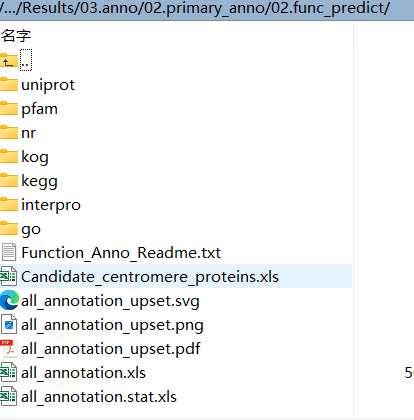 /.../Results/03.anno/02.primary_anno/02.func_predict/
名字
..
uniprot
pfam
nr
kog
kegg
interpro
go
Function_Anno_Readme.txt
Candidate_centromere_proteins.xls
all_annotation_upset.svg
all_annotation_upset.png
all_annotation_upset.pdf
all_annotation.xls
all_annotation.stat.xls